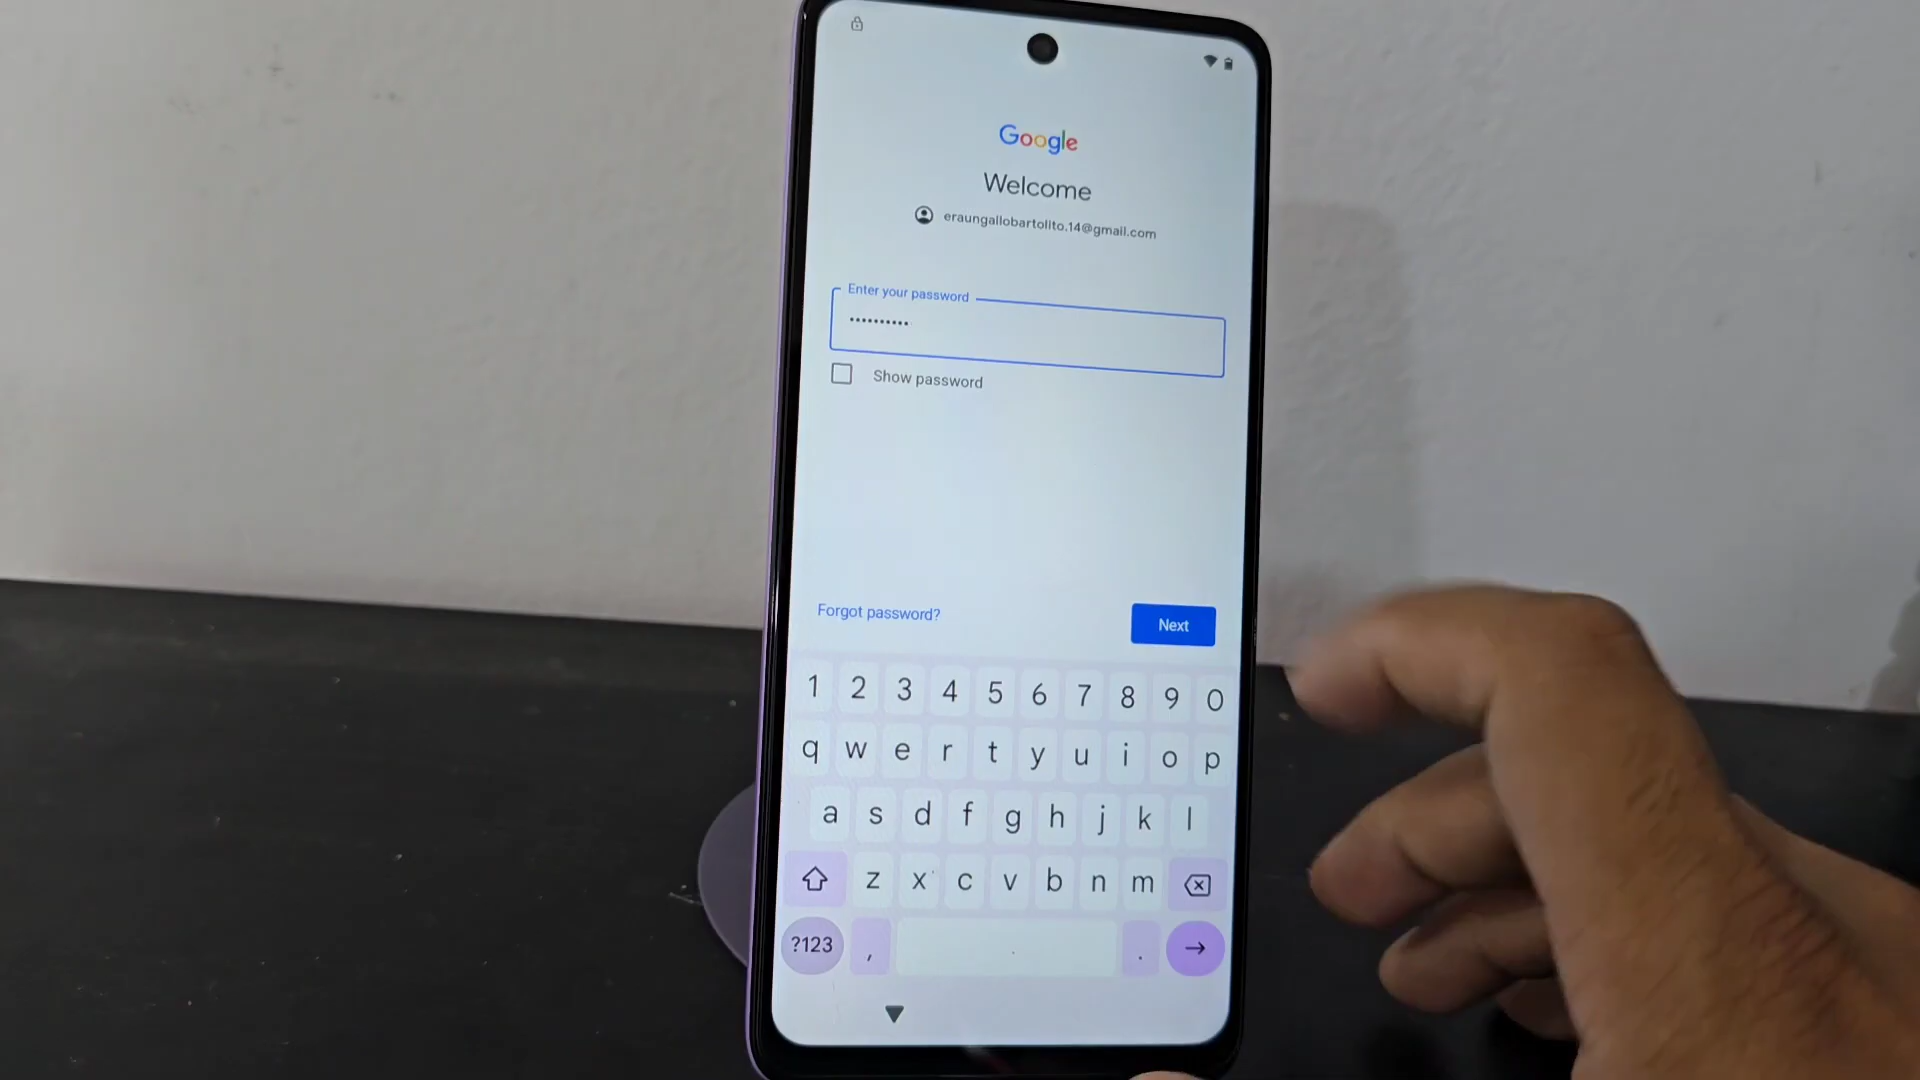 Google
Welcome
eraungallobartolito.14@gmail.com
Enter your password
••••••••••
Show password
Forgot password?
Next
1 2 3 4 5 6 7 8 9 0
q w e r t y u i o p
a s d f g h j k l
z x c v b n m
?123 , .